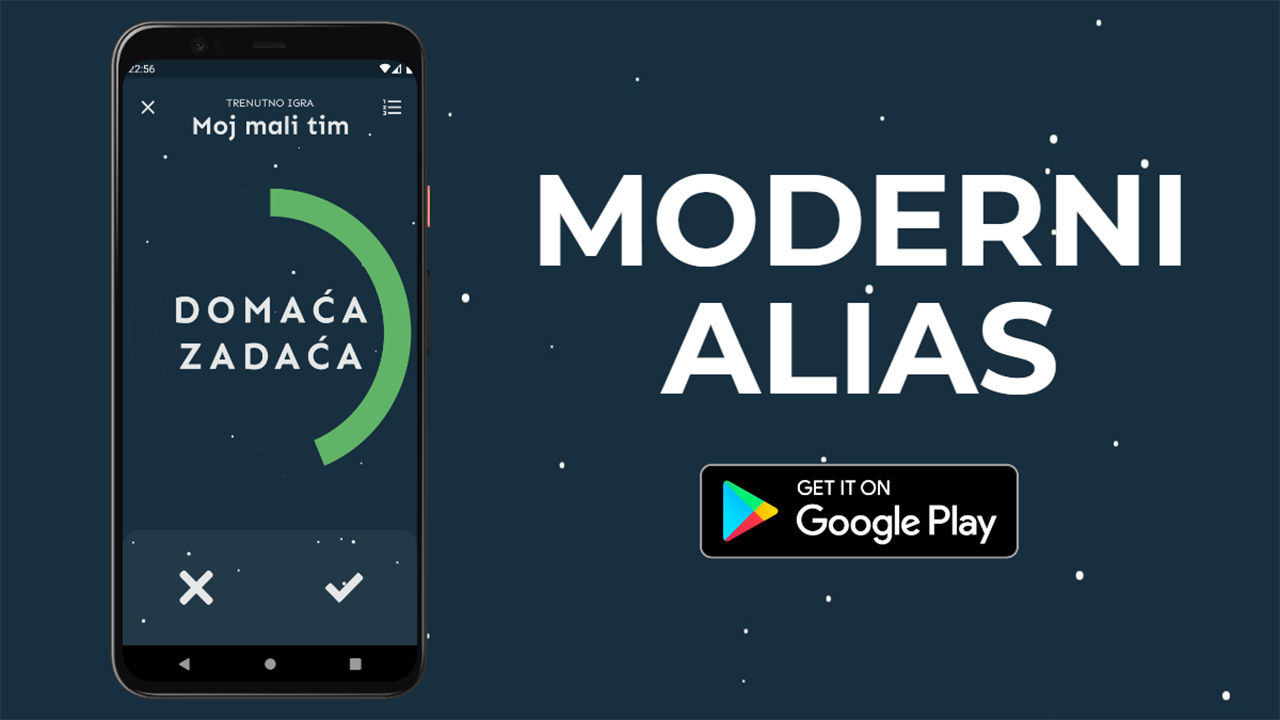 22:56
TRENUTNO IGRA
Moj mali tim
DOMAĆA
ZADAĆA
MODERNI
ALIAS
GET IT ON
Google Play